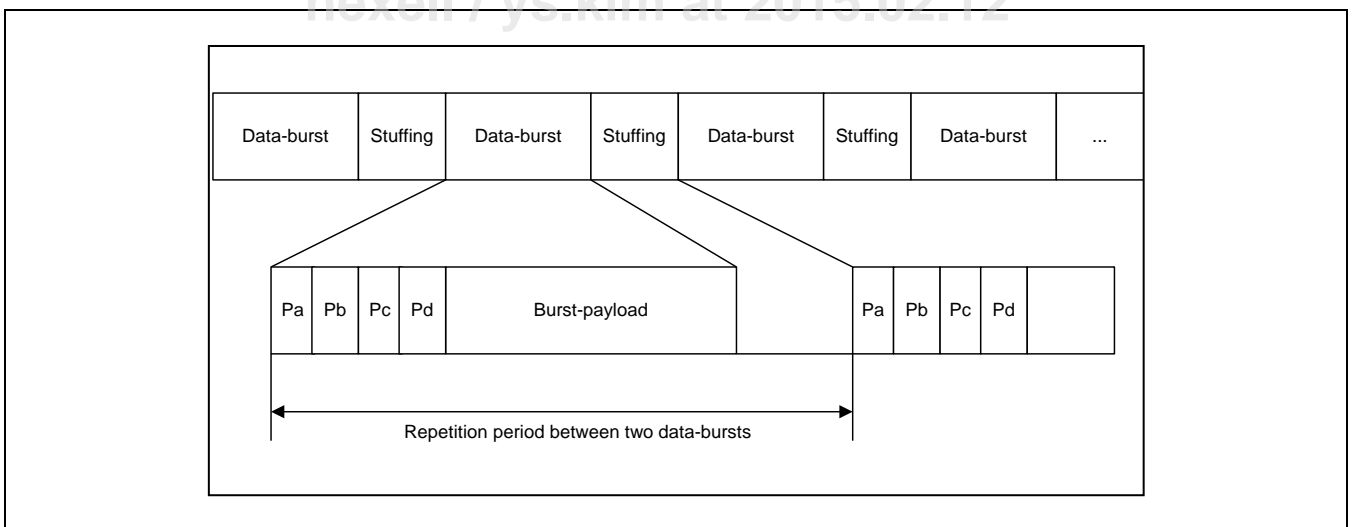 nexell / ys.kim at 2015.02.12
Data-burst Stuffing Data-burst Stuffing Data-burst Stuffing Data-burst ...
Pa Pb Pc Pd Burst-payload Pa Pb Pc Pd
Repetition period between two data-bursts